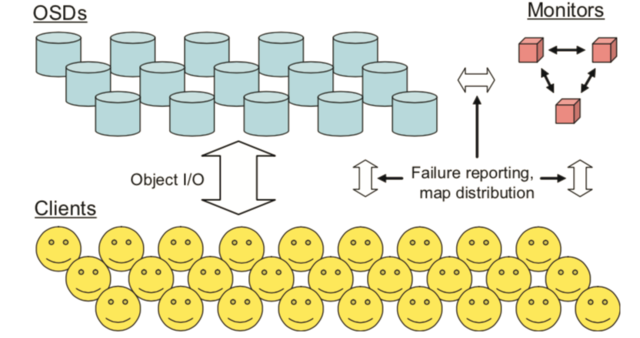 OSDs
Monitors
Object I/O
Failure reporting,
map distribution
Clients